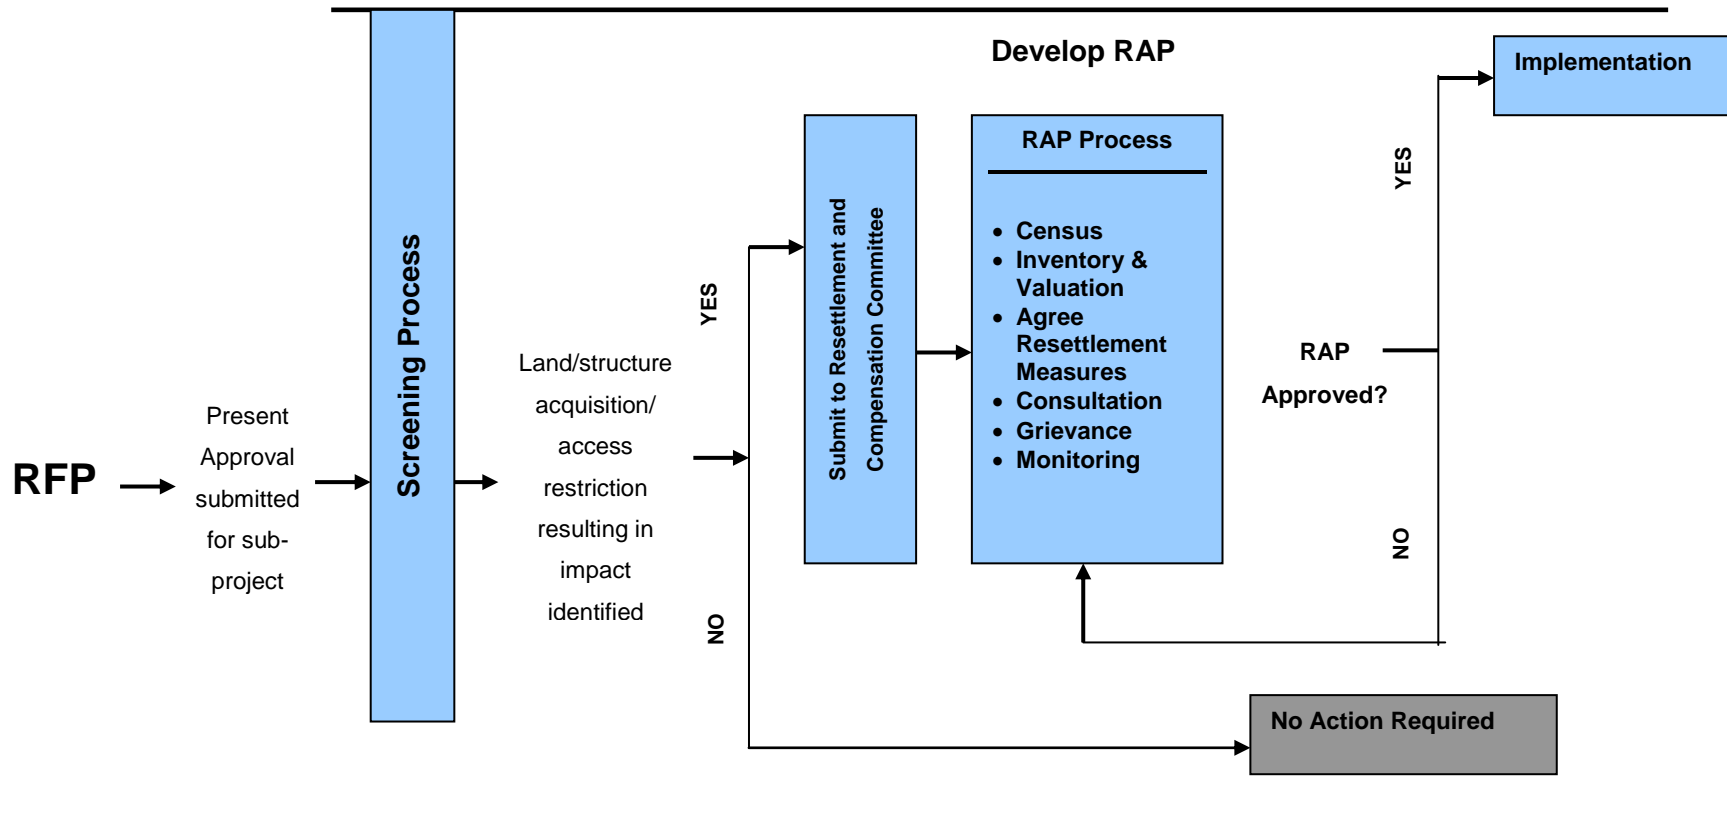 Develop RAP
Implementation
RFP
Present
Approval
submitted
for sub-
project
Screening Process
Land/structure
acquisition/
access
restriction
resulting in
impact
identified
YES
NO
Submit to Resettlement and
Compensation Committee
RAP Process
• Census
• Inventory &
Valuation
• Agree
Resettlement
Measures
• Consultation
• Grievance
• Monitoring
RAP
Approved?
YES
NO
No Action Required